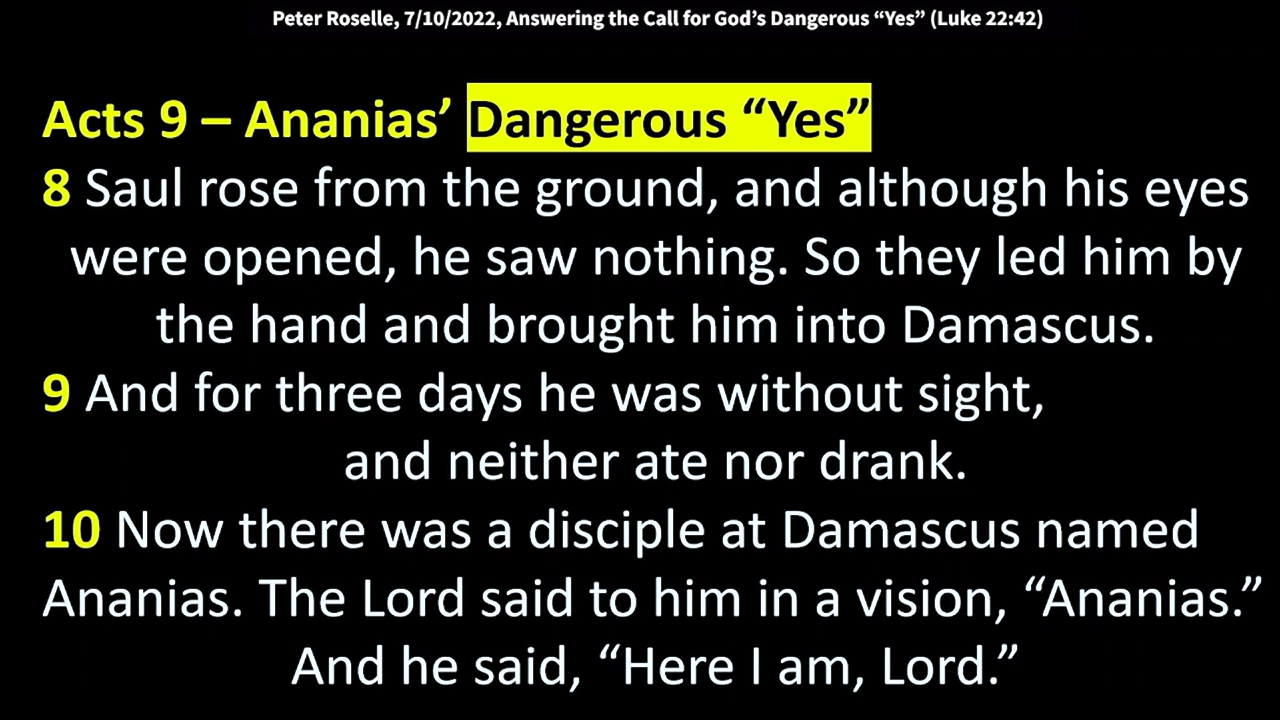 Peter Roselle, 7/10/2022, Answering the Call for God’s Dangerous “Yes” (Luke 22:42)
Acts 9 – Ananias’ Dangerous “Yes”
8 Saul rose from the ground, and although his eyes
were opened, he saw nothing. So they led him by
the hand and brought him into Damascus.
9 And for three days he was without sight,
and neither ate nor drank.
10 Now there was a disciple at Damascus named
Ananias. The Lord said to him in a vision, “Ananias.”
And he said, “Here I am, Lord.”